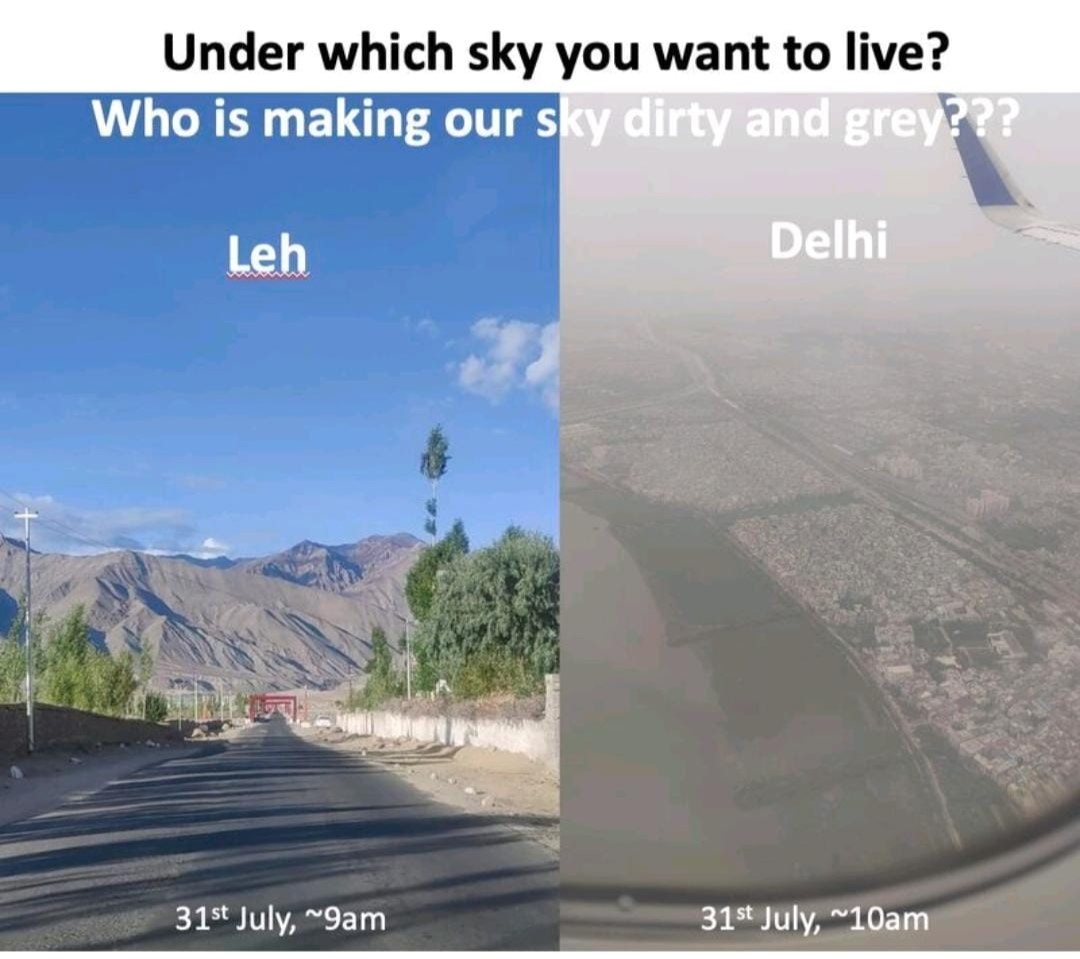 Under which sky you want to live?
Who is making our sky dirty and grey???
Leh
Delhi
31st July, ~9am
31st July, ~10am